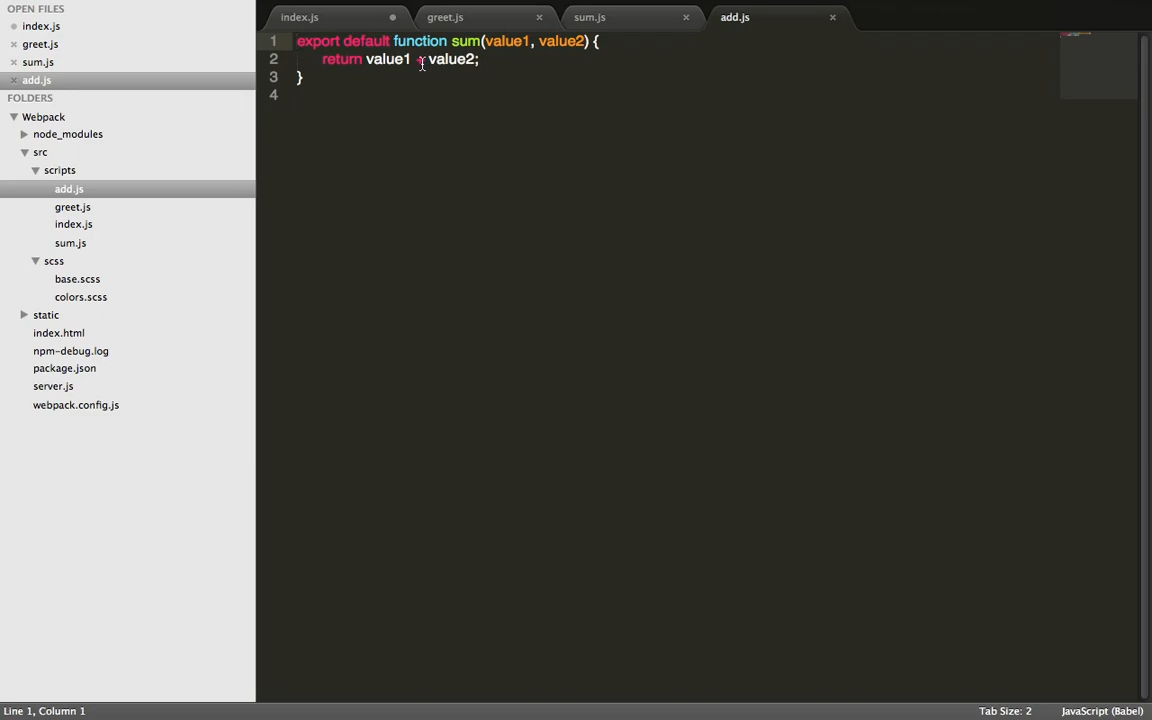 OPEN FILES
index.js
greet.js
sum.js
add.js
FOLDERS
Webpack
node_modules
src
scripts
add.js
greet.js
index.js
sum.js
scss
base.scss
colors.scss
static
index.html
npm-debug.log
package.json
server.js
webpack.config.js
index.js greet.js sum.js add.js
1 export default function sum(value1, value2) {
2 return value1 + value2;
3 }
4
Line 1, Column 1 Tab Size: 2 JavaScript (Babel)